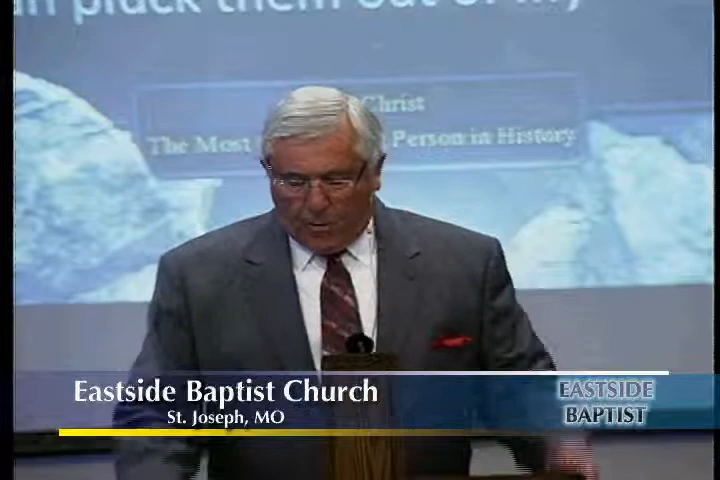 pluck them out of my
Christ
The Most Person in History
Eastside Baptist Church
St. Joseph, MO
EASTSIDE
BAPTIST